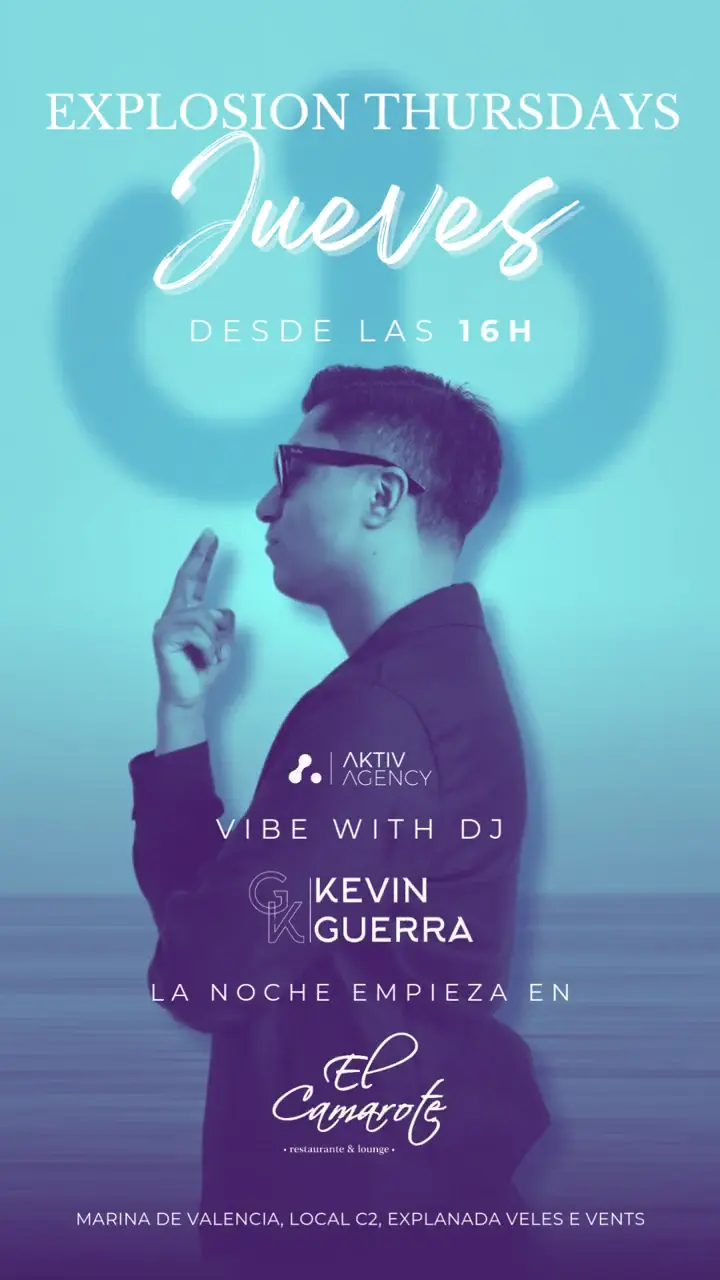 EXPLOSION THURSDAYS
Jueves
DESDE LAS 16H
AKTIV
AGENCY
VIBE WITH DJ
GK
KEVIN
GUERRA
LA NOCHE EMPIEZA EN
El
Camarote
• restaurante & lounge •
MARINA DE VALENCIA, LOCAL C2, EXPLANADA VELES E VENTS